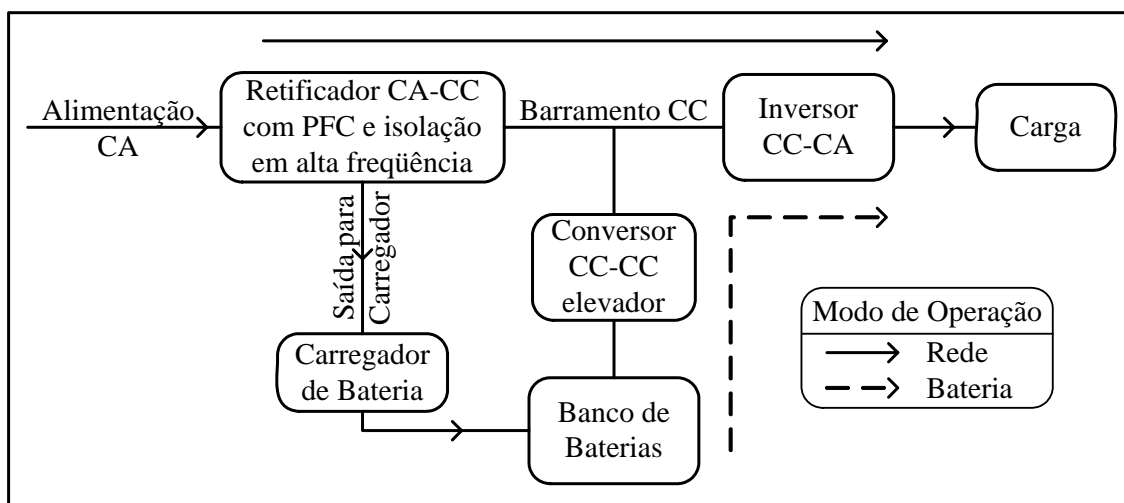 Alimentação
CA
Retificador CA-CC
com PFC e isolação
em alta freqüência
Barramento CC
Inversor
CC-CA
Carga
Saída para
Carregador
Conversor
CC-CC
elevador
Carregador
de Bateria
Banco de
Baterias
Modo de Operação
Rede
Bateria